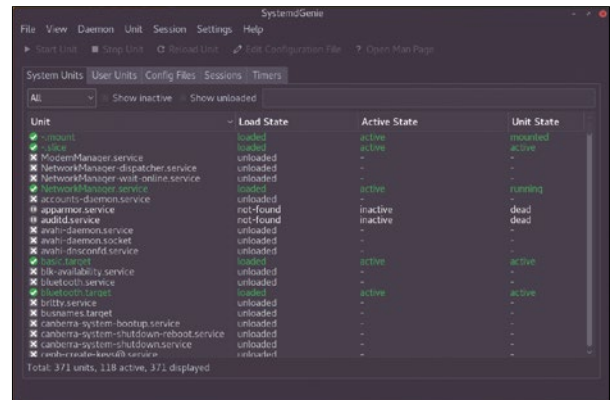 SystemdGenie
File View Daemon Unit Session Settings Help
Start Unit Stop Unit Reload Unit Edit Configuration File ? Open Man Page
System Units User Units Config Files Sessions Timers
All Show inactive Show unloaded
Unit Load State Active State Unit State
-.mount loaded active mounted
-.slice loaded active active
ModemManager.service unloaded - -
NetworkManager-dispatcher.service unloaded - -
NetworkManager-wait-online.service unloaded - -
NetworkManager.service loaded active running
accounts-daemon.service unloaded - -
apparmor.service not-found inactive dead
auditd.service not-found inactive dead
avahi-daemon.service unloaded - -
avahi-daemon.socket unloaded - -
avahi-dnsconfd.service unloaded - -
basic.target loaded active active
blk-availability.service unloaded - -
bluetooth.service unloaded - -
bluetooth.target loaded active active
brltty.service unloaded - -
busnames.target unloaded - -
canberra-system-bootup.service unloaded - -
canberra-system-shutdown-reboot.service unloaded - -
canberra-system-shutdown.service unloaded - -
ceph-create-keys@.service unloaded - -
Total: 371 units, 118 active, 371 displayed